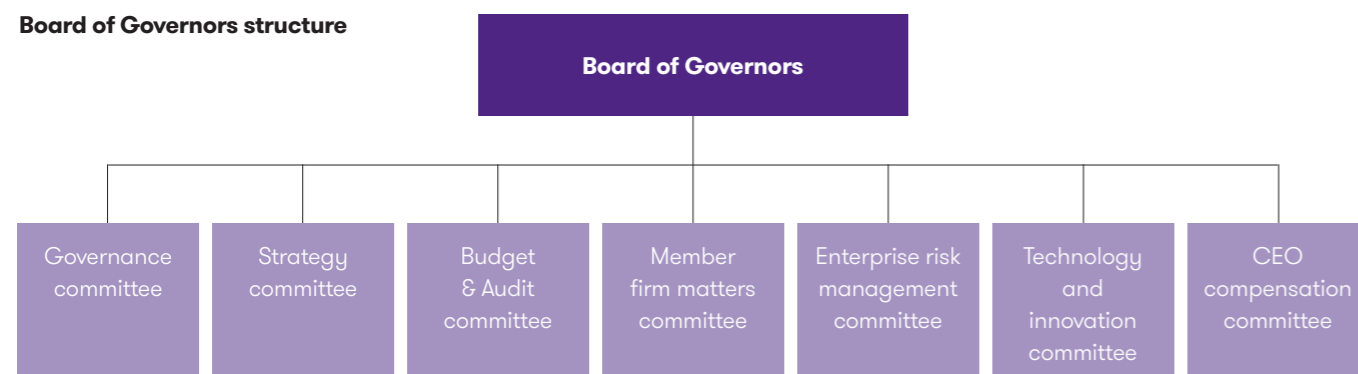 Board of Governors structure
Board of Governors
Governance
committee
Strategy
committee
Budget
& Audit
committee
Member
firm matters
committee
Enterprise risk
management
committee
Technology
and
innovation
committee
CEO
compensation
committee